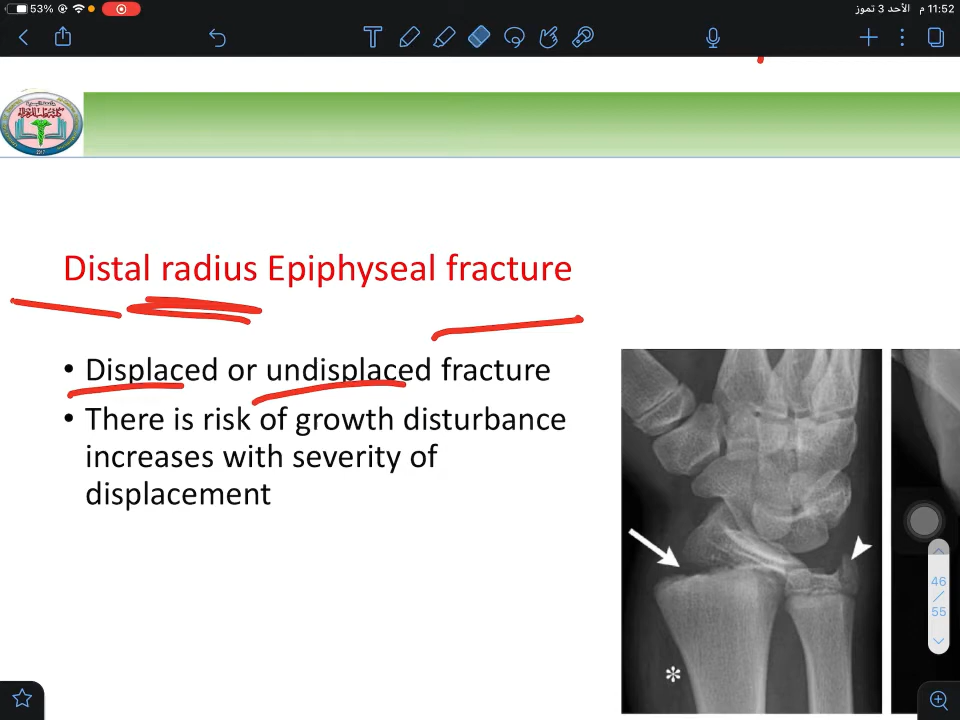 53%
11:52 م الأحد 3 تموز
Distal radius Epiphyseal fracture
• Displaced or undisplaced fracture
• There is risk of growth disturbance
increases with severity of
displacement
*
46
/
55